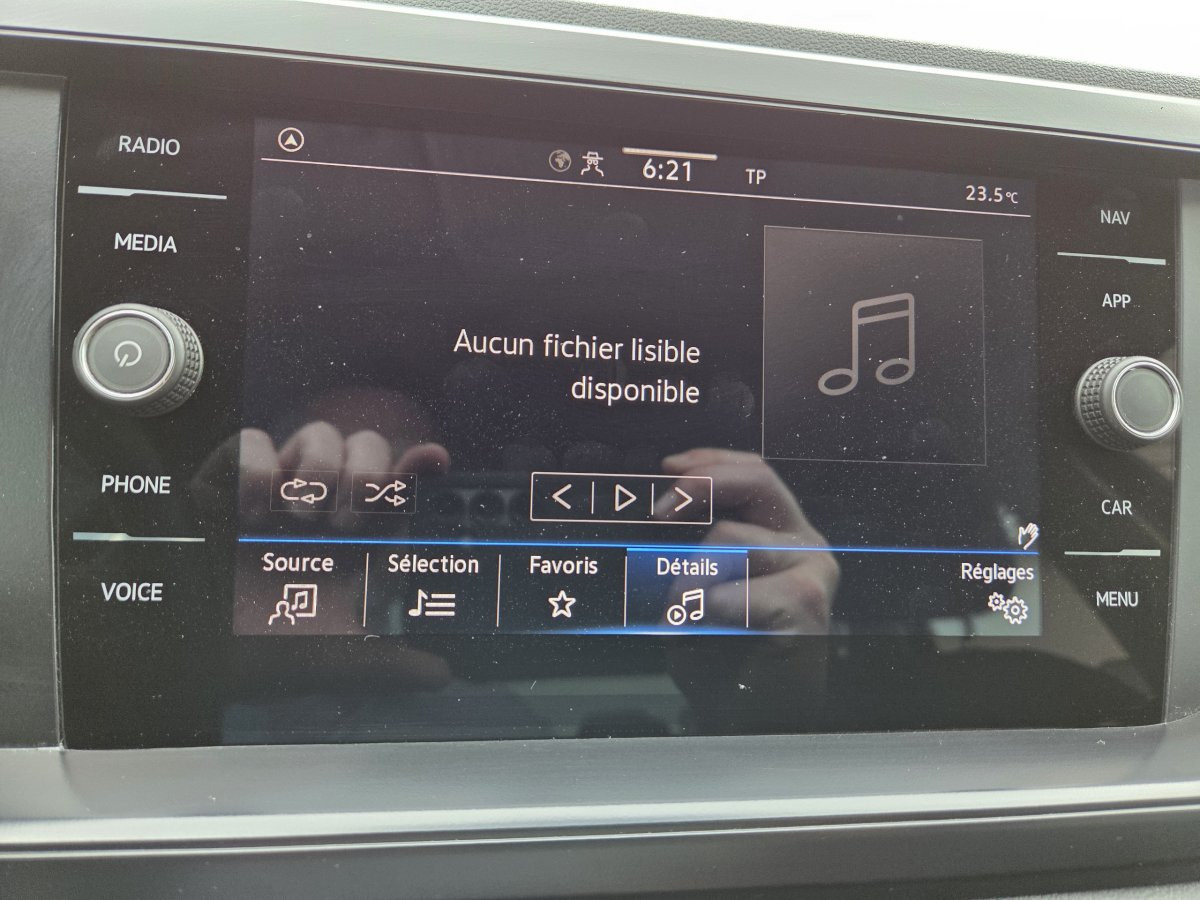 RADIO
MEDIA
PHONE
VOICE
6:21
TP
23.5°C
Aucun fichier lisible
disponible
Source
Sélection
Favoris
Détails
Réglages
NAV
APP
CAR
MENU